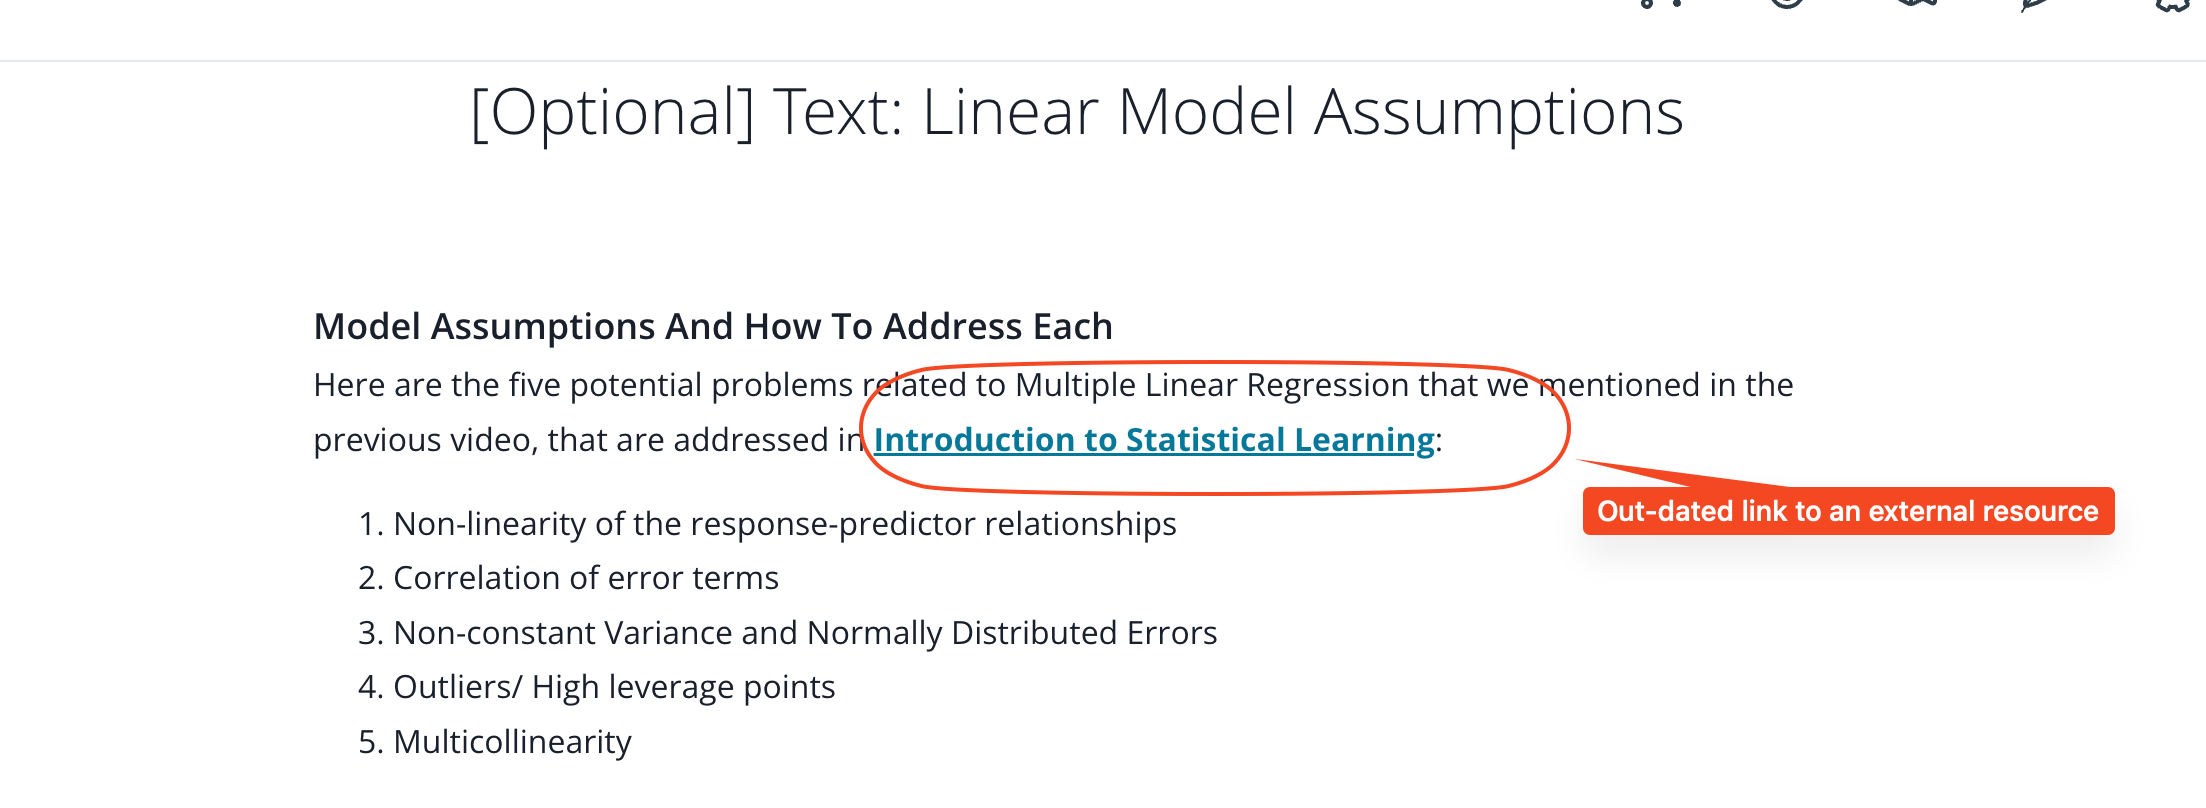 [Optional] Text: Linear Model Assumptions
Model Assumptions And How To Address Each
Here are the five potential problems related to Multiple Linear Regression that we mentioned in the
previous video, that are addressed in Introduction to Statistical Learning:
Out-dated link to an external resource
1. Non-linearity of the response-predictor relationships
2. Correlation of error terms
3. Non-constant Variance and Normally Distributed Errors
4. Outliers/ High leverage points
5. Multicollinearity